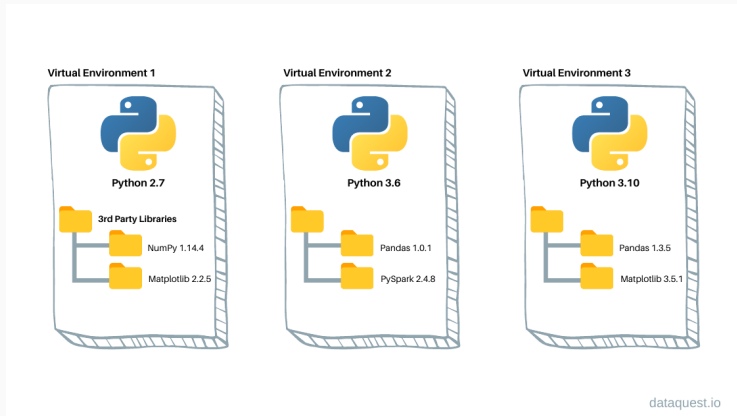 Virtual Environment 1
Python 2.7
3rd Party Libraries
NumPy 1.14.4
Matplotlib 2.2.5
Virtual Environment 2
Python 3.6
Pandas 1.0.1
PySpark 2.4.8
Virtual Environment 3
Python 3.10
Pandas 1.3.5
Matplotlib 3.5.1
dataquest.io